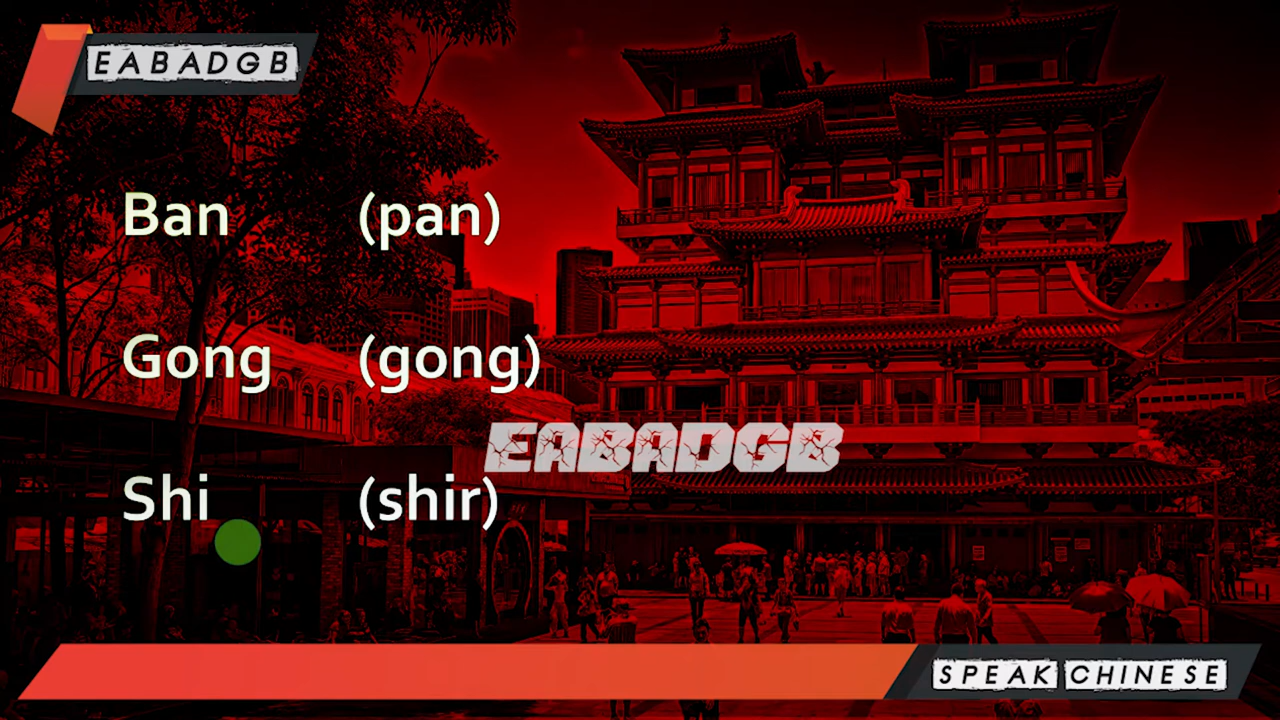 EABADGB
Ban (pan)
Gong (gong)
EABADGB
Shi (shir)
SPEAK CHINESE